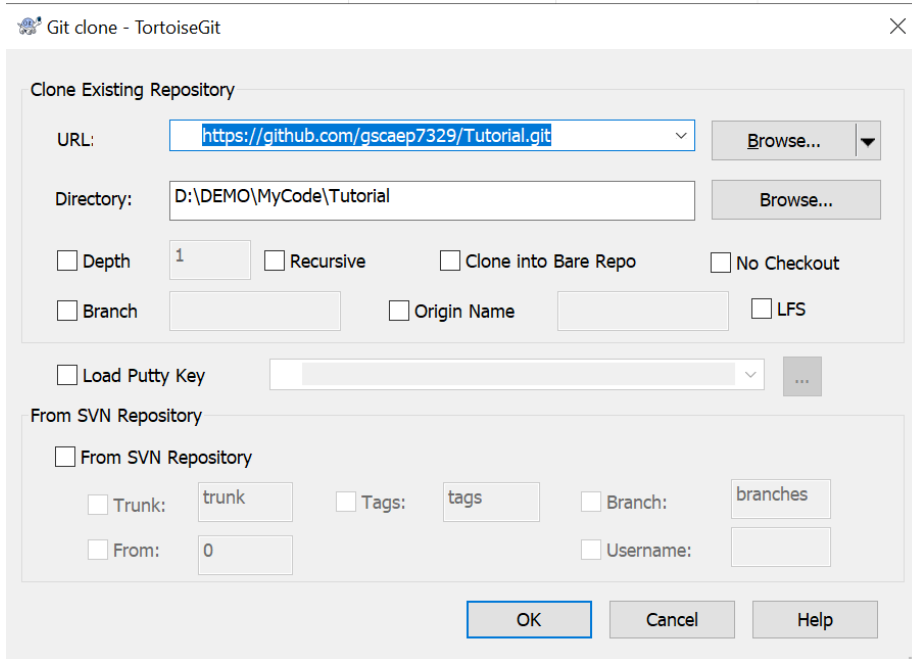 Git clone - TortoiseGit
Clone Existing Repository
URL: https://github.com/gscaep7329/Tutorial.git Browse...
Directory: D:\DEMO\MyCode\Tutorial Browse...
Depth 1 Recursive Clone into Bare Repo No Checkout
Branch Origin Name LFS
Load Putty Key ...
From SVN Repository
From SVN Repository
Trunk: trunk Tags: tags Branch: branches
From: 0 Username:
OK Cancel Help